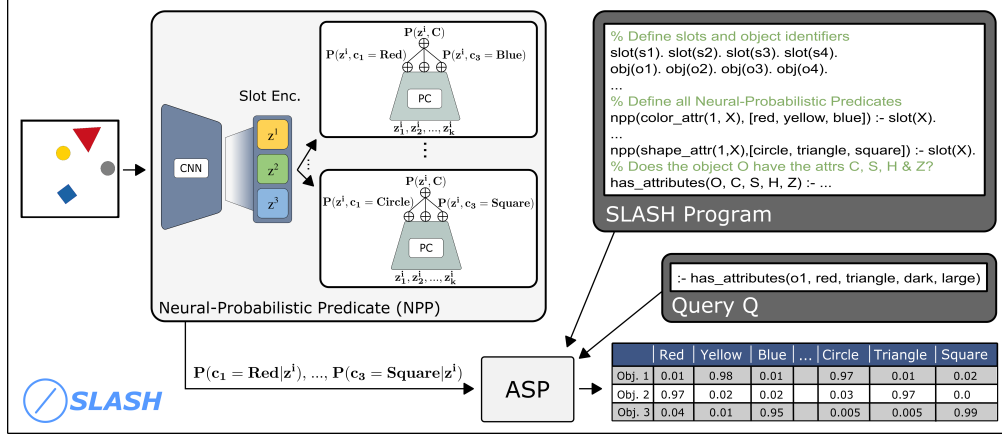 Slot Enc.
CNN
z¹
z²
z³
P(zⁱ, C)
P(zⁱ, c₁ = Red)
P(zⁱ, c₃ = Blue)
PC
z₁ⁱ, z₂ⁱ, ..., zₖⁱ
...
⋮
P(zⁱ, C)
P(zⁱ, c₁ = Circle)
P(zⁱ, c₃ = Square)
PC
z₁ⁱ, z₂ⁱ, ..., zₖⁱ
Neural-Probabilistic Predicate (NPP)
% Define slots and object identifiers
slot(s1). slot(s2). slot(s3). slot(s4).
obj(o1). obj(o2). obj(o3). obj(o4).
...
% Define all Neural-Probabilistic Predicates
npp(color_attr(1, X), [red, yellow, blue]) :- slot(X).
...
npp(shape_attr(1,X),[circle, triangle, square]) :- slot(X).
% Does the object O have the attrs C, S, H & Z?
has_attributes(O, C, S, H, Z) :- ...
SLASH Program
:- has_attributes(o1, red, triangle, dark, large)
Query Q
P(c₁ = Red|zⁱ), ..., P(c₃ = Square|zⁱ)
ASP
Red Yellow Blue ... Circle Triangle Square
Obj. 1 0.01 0.98 0.01 0.97 0.01 0.02
Obj. 2 0.97 0.02 0.02 0.03 0.97 0.0
Obj. 3 0.04 0.01 0.95 0.005 0.005 0.99
SLASH